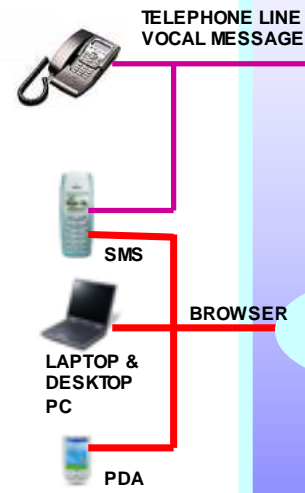 TELEPHONE LINE
VOCAL MESSAGE
SMS
BROWSER
LAPTOP &
DESKTOP
PC
PDA